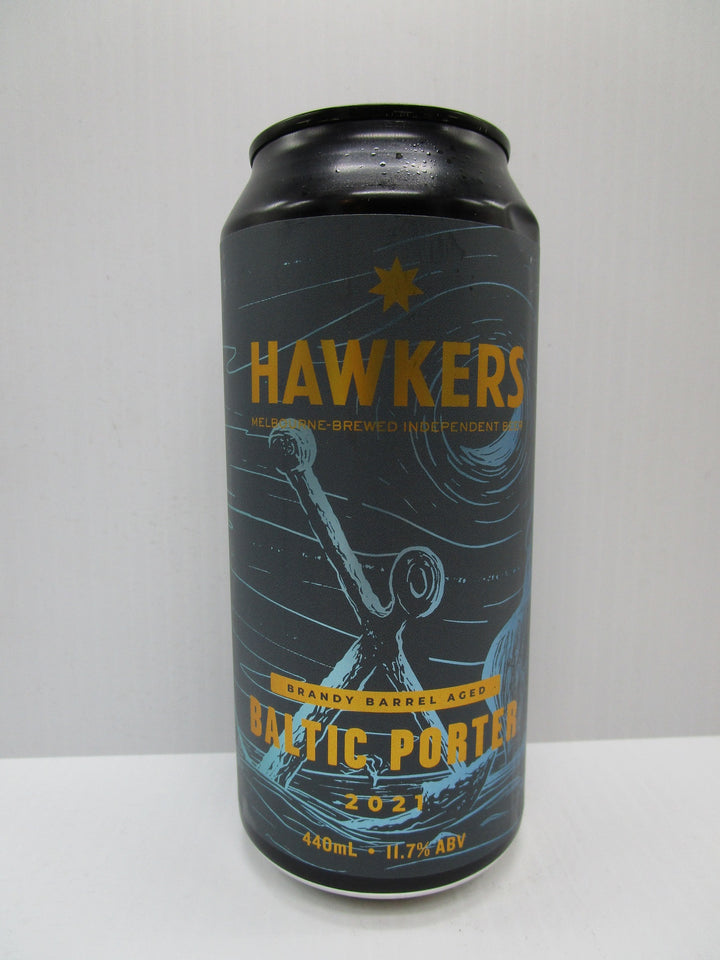 HAWKERS
MELBOURNE-BREWED INDEPENDENT BEER
BRANDY BARREL AGED
BALTIC PORTER
2021
440mL • 11.7% ABV